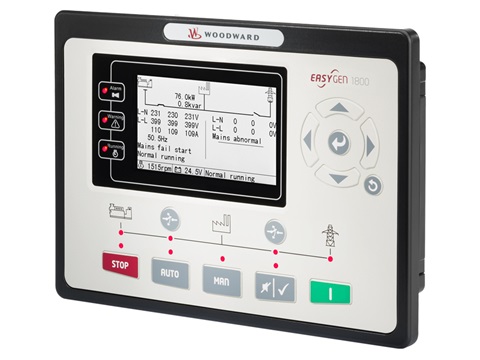 WOODWARD
EASYGEN 1800
Alarm
Warning
Running
76.0kW
0.8kvar
L-N 231 230 231V
L-L 399 399 399V
110 109 109A
50.5Hz
Mains fail start
Normal running
L-N 0 0 0V
L-L 0 0 0V
Mains abnormal
1515rpm 24.5V Normal running
STOP
AUTO
MAN
I